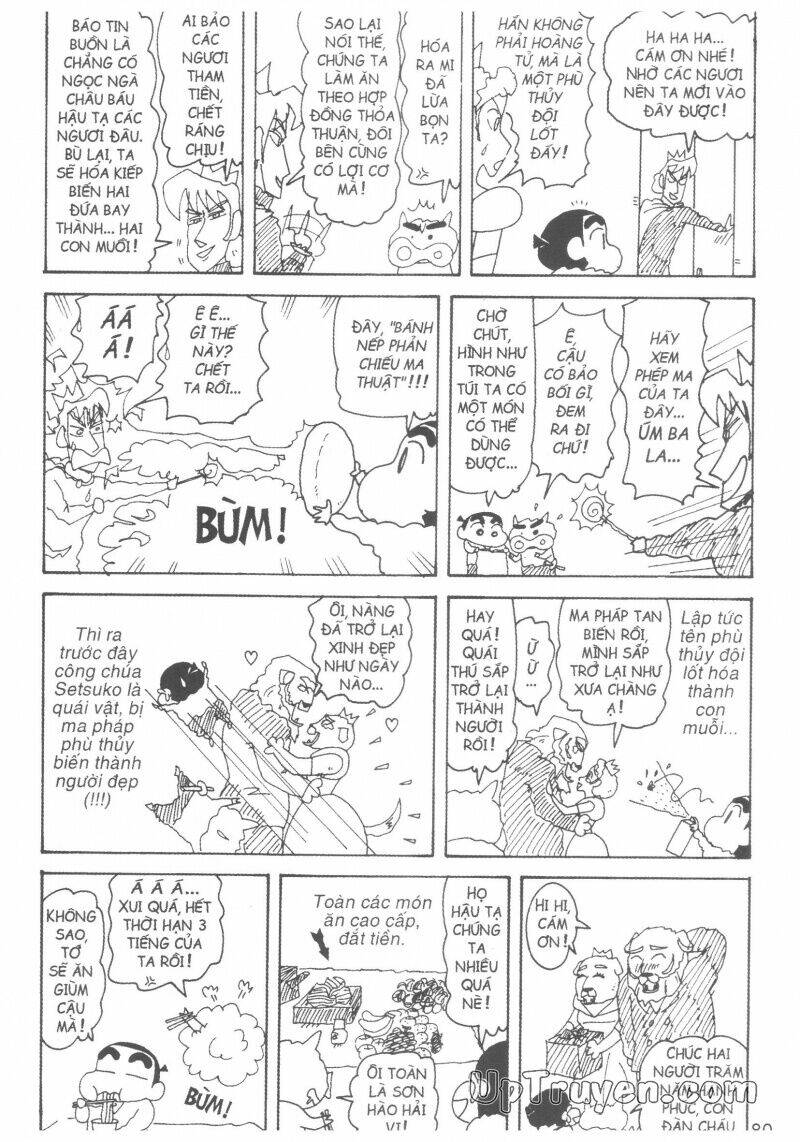 HA HA HA...
CÁM ƠN NHÉ!
NHỜ CÁC NGƯƠI
NÊN TA MỚI VÀO
ĐÂY ĐƯỢC!
HẮN KHÔNG
PHẢI HOÀNG
TỬ, MÀ LÀ
MỘT PHÙ
THỦY
ĐỘI
LỐT
ĐẤY!
HÓA
RA MI
ĐÃ
LỪA
BỌN
TA?
SAO LẠI
NÓI THẾ,
CHÚNG TA
LÀM ĂN
THEO HỢP
ĐỒNG THỎA
THUẬN, ĐÔI
BÊN CÙNG
CÓ LỢI CƠ
MÀ!
AI BẢO
CÁC
NGƯƠI
THAM
TIỀN,
CHẾT
RÁNG
CHỊU!
BÁO TIN
BUỒN LÀ
CHẲNG CÓ
NGỌC NGÀ
CHÂU BÁU
HẬU TẠ CÁC
NGƯƠI ĐÂU.
BÙ LẠI, TA
SẼ HÓA KIẾP
BIẾN HAI
ĐỨA BAY
THÀNH... HAI
CON MUỖI!
HÃY
XEM
PHÉP MA
CỦA TA
ĐÂY...
ÚM BA
LA...
Ê,
CẬU
CÓ BẢO
BỐI GÌ,
ĐEM
RA ĐI
CHỨ!
CHỜ
CHÚT,
HÌNH NHƯ
TRONG
TÚI TA CÓ
MỘT MÓN
CÓ THỂ
DÙNG
ĐƯỢC...
ĐÂY, "BÁNH
NẾP PHẢN
CHIẾU MA
THUẬT"!!!
Ê Ê...
GÌ THẾ
NÀY?
CHẾT
TA RỒI...
Á Á
Á!
BÙM!
Lập tức
tên phù
thủy đội
lốt hóa
thành
con
muỗi...
MA PHÁP TAN
BIẾN RỒI,
MÌNH SẮP
TRỞ LẠI NHƯ
XƯA CHÀNG
Ạ!
Ừ
Ừ...
HAY
QUÁ!
QUÁI
THÚ SẮP
TRỞ LẠI
THÀNH
NGƯỜI
RỒI!
ÔI, NÀNG
ĐÃ TRỞ LẠI
XINH ĐẸP
NHƯ NGÀY
NÀO...
Thì ra
trước đây
công chúa
Setsuko là
quái vật, bị
ma pháp
phù thủy
biến thành
người đẹp
(!!!)
HI HI,
CÁM
ƠN!
CHÚC HAI
NGƯỜI TRĂM
NĂM HẠNH
PHÚC, CON
ĐÀN CHÁU
HỌ
HẬU TẠ
CHÚNG
TA
NHIỀU
QUÁ
NÈ!
Toàn các món
ăn cao cấp,
đắt tiền.
ÔI TOÀN
LÀ SƠN
HÀO HẢI
VỊ!
Á Á Á...
XUI QUÁ, HẾT
THỜI HẠN 3
TIẾNG CỦA
TA RỒI!
KHÔNG
SAO,
TỚ
SẼ ĂN
GIÙM
CẬU
MÀ!
BÙM!
UpTruyen.com